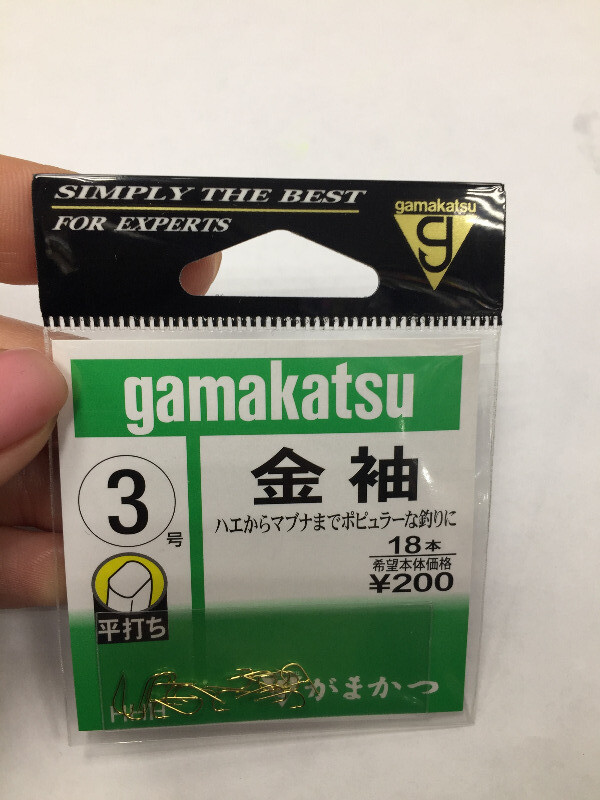 SIMPLY THE BEST
FOR EXPERTS
gamakatsu
g
gamakatsu
3号
金袖
ハエからマブナまでポピュラーな釣りに
18本
希望本体価格
¥200
平打ち
がまかつ